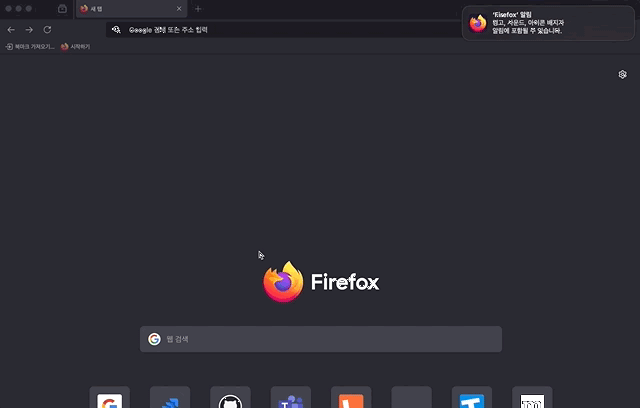 새 탭
Google 검색 또는 주소 입력
북마크 가져오기...
시작하기
'Firefox' 알림
경고, 사운드, 아이콘 배지가
알림에 포함될 수 있습니다.
Firefox
웹 검색